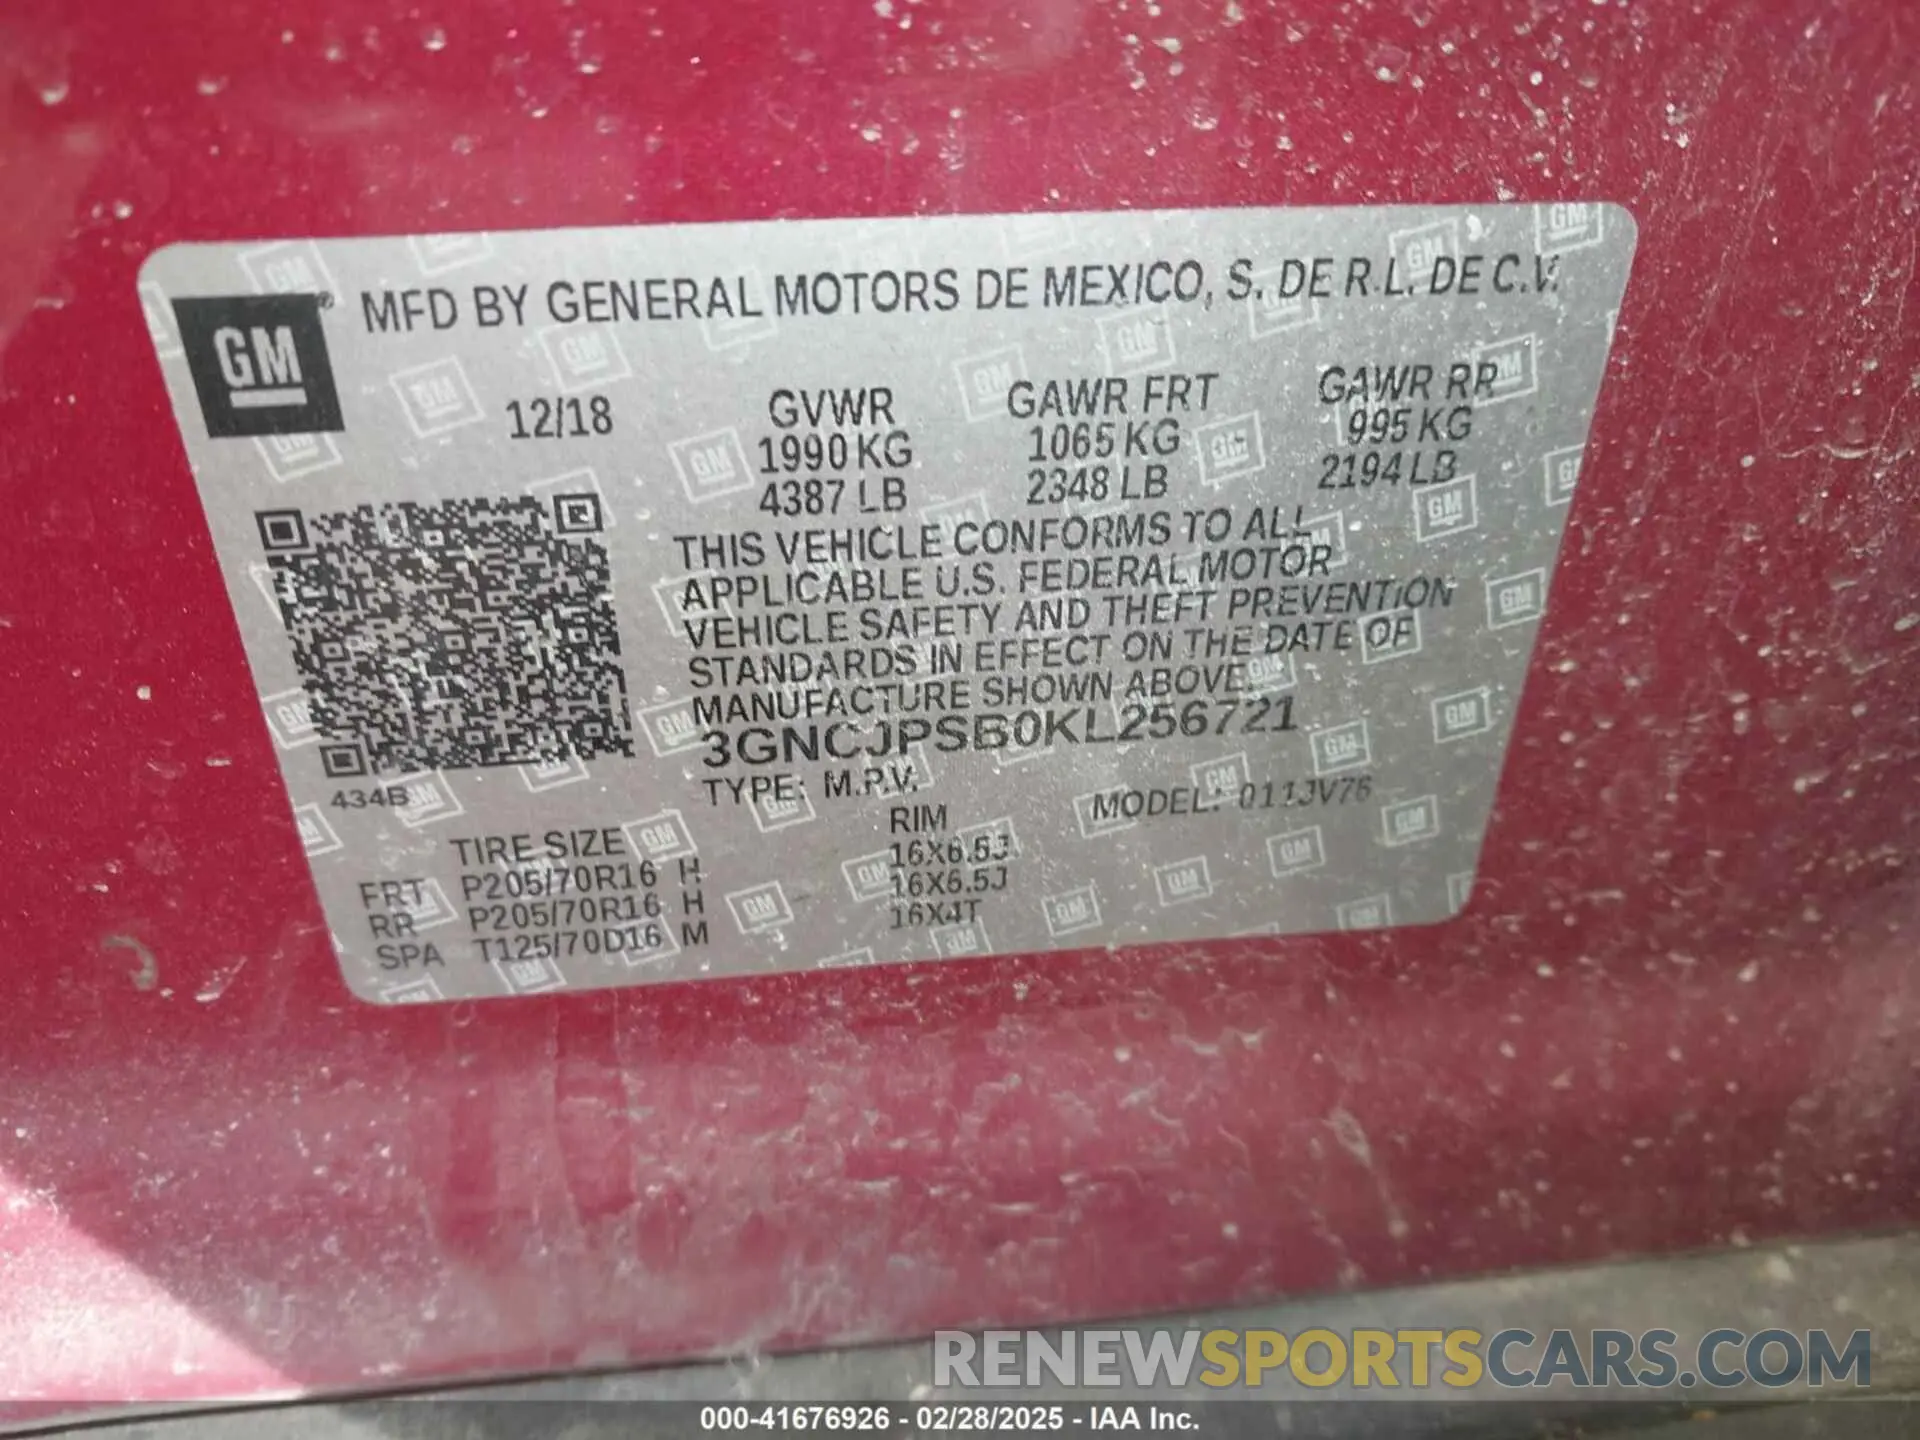 GM® MFD BY GENERAL MOTORS DE MEXICO, S. DE R.L. DE C.V.
12/18 GVWR GAWR FRT GAWR RR
1990 KG 1065 KG 995 KG
4387 LB 2348 LB 2194 LB
THIS VEHICLE CONFORMS TO ALL
APPLICABLE U.S. FEDERAL MOTOR
VEHICLE SAFETY AND THEFT PREVENTION
STANDARDS IN EFFECT ON THE DATE OF
MANUFACTURE SHOWN ABOVE.
3GNCJPSB0KL256721
434B TYPE: M.P.V. MODEL: 011JV76
TIRE SIZE RIM
FRT P205/70R16 H 16X6.5J
RR P205/70R16 H 16X6.5J
SPA T125/70D16 M 16X4T
RENEWSPORTSCARS.COM
000-41676926 - 02/28/2025 - IAA Inc.